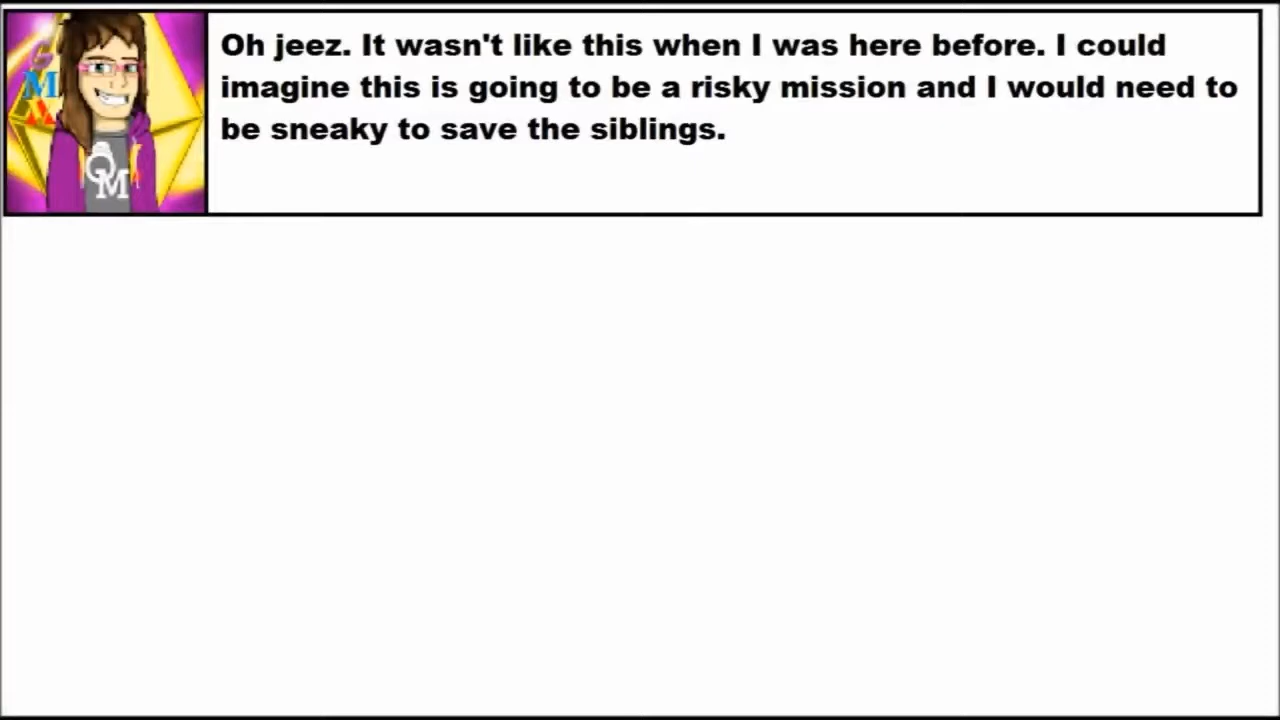 Oh jeez. It wasn't like this when I was here before. I could
imagine this is going to be a risky mission and I would need to
be sneaky to save the siblings.
G
M
M
OM